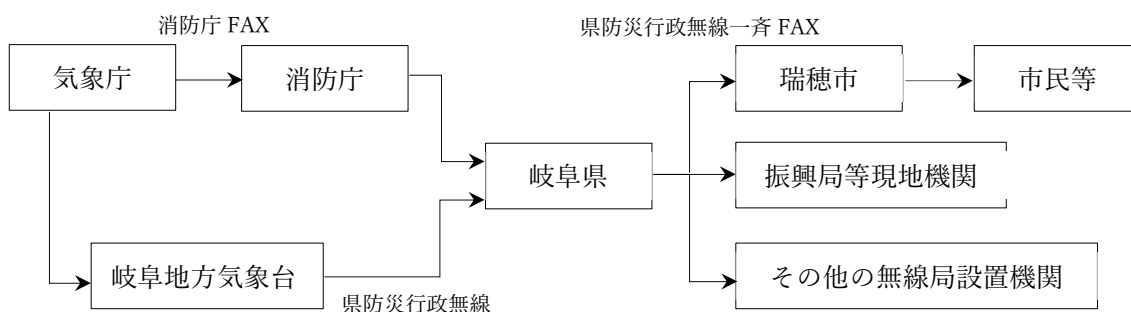 消防庁 FAX
県防災行政無線一斉 FAX
気象庁
消防庁
瑞穂市
市民等
岐阜県
振興局等現地機関
岐阜地方気象台
その他の無線局設置機関
県防災行政無線